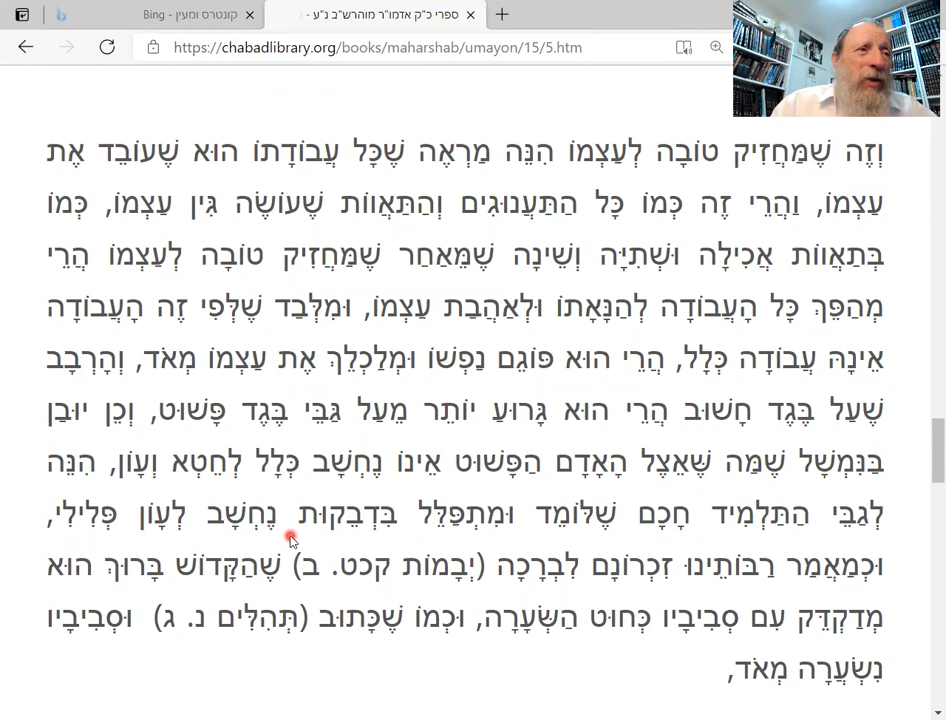 קונטרס ומעין - Bing
ספרי כ"ק אדמו"ר מוהרש"ב נ"ע -
https://chabadlibrary.org/books/maharshab/umayon/15/5.htm
וְזֶה שֶׁמַּחֲזִיק טוֹבָה לְעַצְמוֹ הִנֵּה מַרְאֶה שֶׁכָּל עֲבוֹדָתוֹ הוּא שֶׁעוֹבֵד אֶת
עַצְמוֹ, וַהֲרֵי זֶה כְּמוֹ כָּל הַתַּעֲנוּגִים וְהַתַּאֲווֹת שֶׁעוֹשֶׂה גִּין עַצְמוֹ, כְּמוֹ
בְּתַאֲווֹת אֲכִילָה וּשְׁתִיָּה וְשֵׁינָה שֶׁמֵּאַחַר שֶׁמַּחֲזִיק טוֹבָה לְעַצְמוֹ הֲרֵי
מְהַפֵּךְ כָּל הָעֲבוֹדָה לְהַנָּאָתוֹ וּלְאַהֲבַת עַצְמוֹ, וּמִלְּבַד שֶׁלְּפִי זֶה הָעֲבוֹדָה
אֵינָהּ עֲבוֹדָה כְּלָל, הֲרֵי הוּא פּוֹגֵם נַפְשׁוֹ וּמְלַכְלֵךְ אֶת עַצְמוֹ מְאֹד, וְהָרְבָב
שֶׁעַל בֶּגֶד חָשׁוּב הֲרֵי הוּא גָּרוּעַ יוֹתֵר מֵעַל גַּבֵּי בֶּגֶד פָּשׁוּט, וְכֵן יוּבַן
בַּנִּמְשָׁל שֶׁמַּה שֶּׁאֵצֶל הָאָדָם הַפָּשׁוּט אֵינוֹ נֶחְשָׁב כְּלָל לְחֵטְא וְעָוֹן, הִנֵּה
לְגַבֵּי הַתַּלְמִיד חָכָם שֶׁלּוֹמֵד וּמִתְפַּלֵּל בִּדְבֵקוּת נֶחְשָׁב לְעָוֹן פְּלִילִי,
וּכְמַאֲמַר רַבּוֹתֵינוּ זִכְרוֹנָם לִבְרָכָה (יְבָמוֹת קכט. ב) שֶׁהַקָּדוֹשׁ בָּרוּךְ הוּא
מְדַקְדֵּק עִם סְבִיבָיו כְּחוּט הַשַּׂעֲרָה, וּכְמוֹ שֶׁכָּתוּב (תְּהִלִּים נ. ג) וּסְבִיבָיו
נִשְׂעֲרָה מְאֹד,